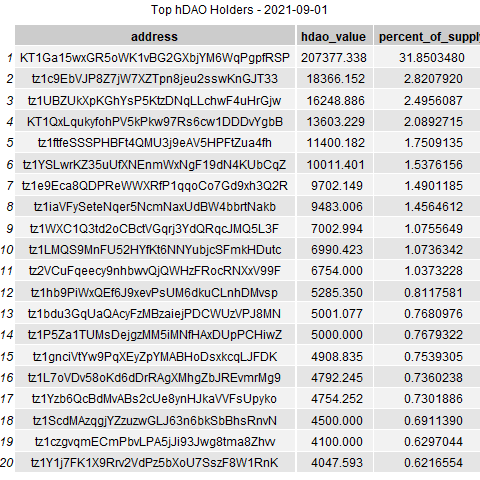 Top hDAO Holders - 2021-09-01
address hdao_value percent_of_supply
1 KT1Ga15wxGR5oWK1vBG2GXbjYM6WqPgpfRSP 207377.338 31.8503480
2 tz1c9EbVJP8Z7jW7XZTpn8jeu2sswKnGJT33 18366.152 2.8207920
3 tz1UBZUkXpKGhYsP5KtzDNqLLchwF4uHrGjw 16248.886 2.4956087
4 KT1QxLqukyfohPV5kPkw97Rs6cw1DDDvYgbB 13603.229 2.0892715
5 tz1ftfeSSSPHBFt4QMU3j9eAV5HPFtZua4fh 11400.182 1.7509135
6 tz1YSLwrKZ35uUfXNEnmWxNgF19dN4KUbCqZ 10011.401 1.5376156
7 tz1e9Eca8QDPReWWXRfP1qqoCo7Gd9xh3Q2R 9702.149 1.4901185
8 tz1iaVFySeteNqer5NcmNaxUdBW4bbrtNakb 9483.006 1.4564612
9 tz1WXC1Q3td2oCBctVGqrj3YdQRqcJMQ5L3F 7002.994 1.0755649
10 tz1LMQS9MnFU52HYfKt6NNYubjcSFmkHDutc 6990.423 1.0736342
11 tz2VCuFqeecy9nhbwvQjQWHzFRocRNXxV99F 6754.000 1.0373228
12 tz1hb9PiWxQEf6J9xevPsUM6dkuCLnhDMvsp 5285.350 0.8117581
13 tz1bdu3GqUaQAcyFzMBzaiejPDCWUzVPJ8MN 5001.077 0.7680976
14 tz1P5Za1TUMsDejgzMM5iMNfHAxDUpPCHiwZ 5000.000 0.7679322
15 tz1gnciVtYw9PqXEyZpYMABHoDsxkcqLJFDK 4908.835 0.7539305
16 tz1L7oVDv58oKd6dDrRAgXMhgZbJREvmrMg9 4792.245 0.7360238
17 tz1Yzb6QcBdMvABs2cUe8ynHJkaVVFsUpyko 4754.252 0.7301886
18 tz1ScdMAzqgjYZzuzwGLJ63n6bkSbBhsRnvN 4500.000 0.6911390
19 tz1czgvqmECmPbvLPA5jJi93Jwg8tma8Zhvv 4100.000 0.6297044
20 tz1Y1j7FK1X9Rrv2VdPz5bXoU7SszF8W1RnK 4047.593 0.6216554